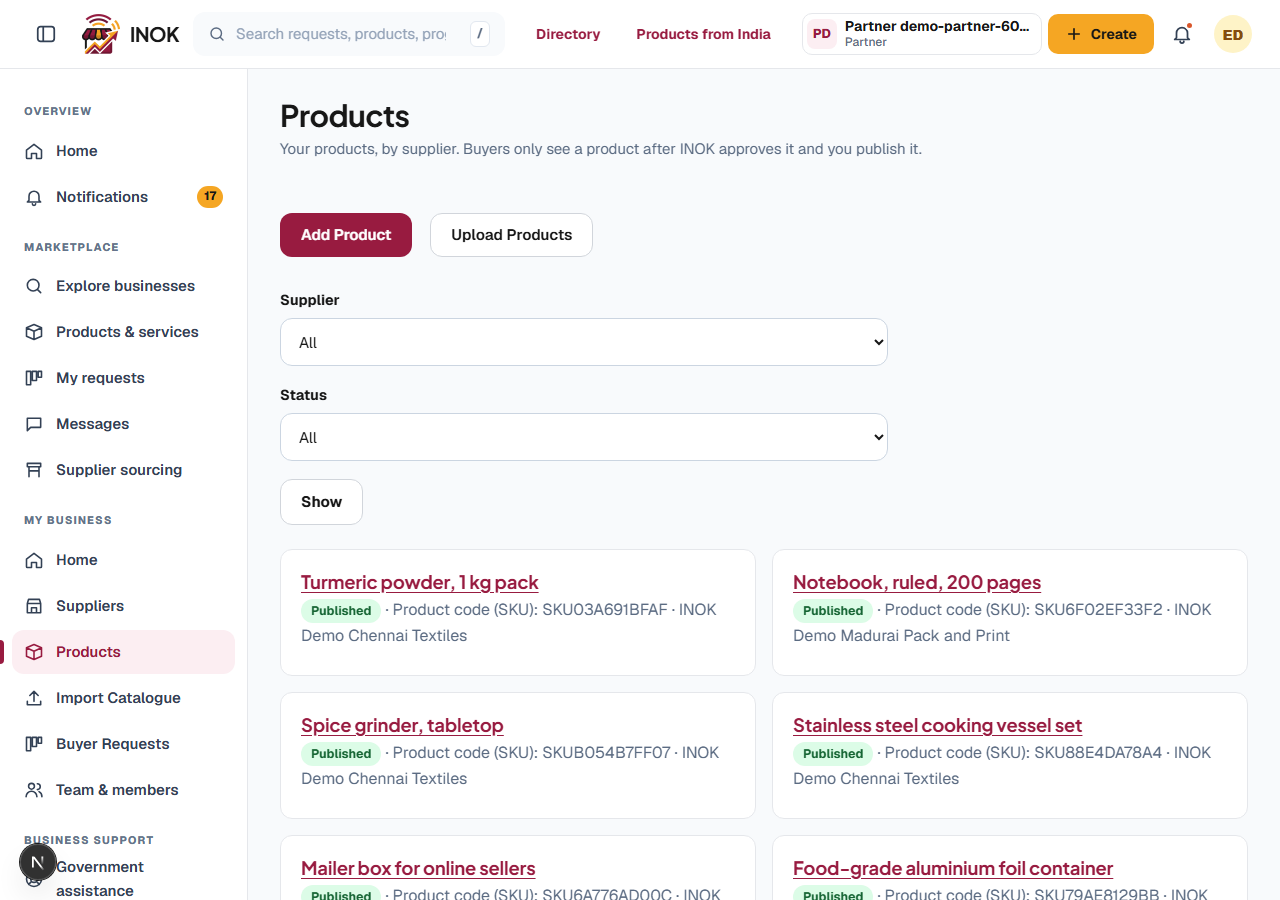 INOK
Search requests, products, pro
/
Directory
Products from India
PD
Partner demo-partner-60...
Partner
Create
ED
OVERVIEW
Home
Notifications
17
MARKETPLACE
Explore businesses
Products & services
My requests
Messages
Supplier sourcing
MY BUSINESS
Home
Suppliers
Products
Import Catalogue
Buyer Requests
Team & members
BUSINESS SUPPORT
N
Government
assistance
Products
Your products, by supplier. Buyers only see a product after INOK approves it and you publish it.
Add Product
Upload Products
Supplier
All
Status
All
Show
Turmeric powder, 1 kg pack
Published · Product code (SKU): SKU03A691BFAF · INOK
Demo Chennai Textiles
Notebook, ruled, 200 pages
Published · Product code (SKU): SKU6F02EF33F2 · INOK
Demo Madurai Pack and Print
Spice grinder, tabletop
Published · Product code (SKU): SKUB054B7FF07 · INOK
Demo Chennai Textiles
Stainless steel cooking vessel set
Published · Product code (SKU): SKU88E4DA78A4 · INOK
Demo Chennai Textiles
Mailer box for online sellers
Published · Product code (SKU): SKU6A776AD00C · INOK
Food-grade aluminium foil container
Published · Product code (SKU): SKU79AE8129BB · INOK